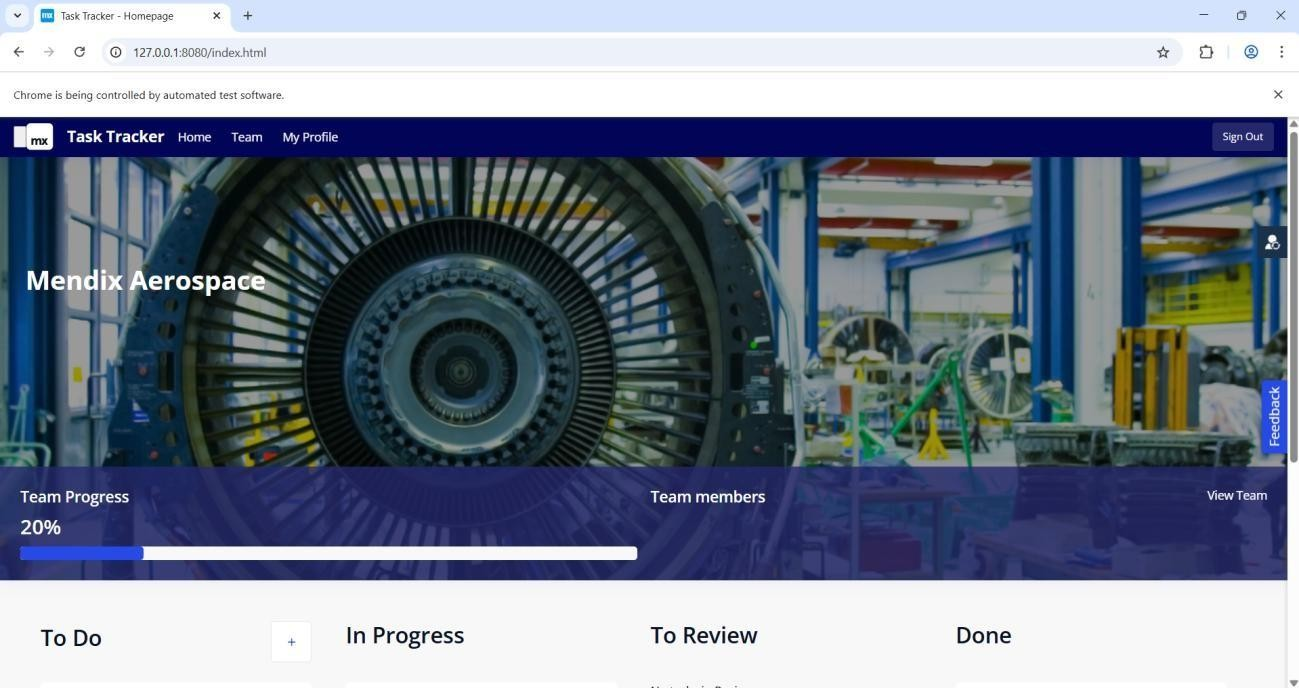 Task Tracker - Homepage
127.0.0.1:8080/index.html
Chrome is being controlled by automated test software.
mx Task Tracker Home Team My Profile Sign Out
Mendix Aerospace
Feedback
Team Progress
Team members
View Team
20%
To Do
+
In Progress
To Review
Done